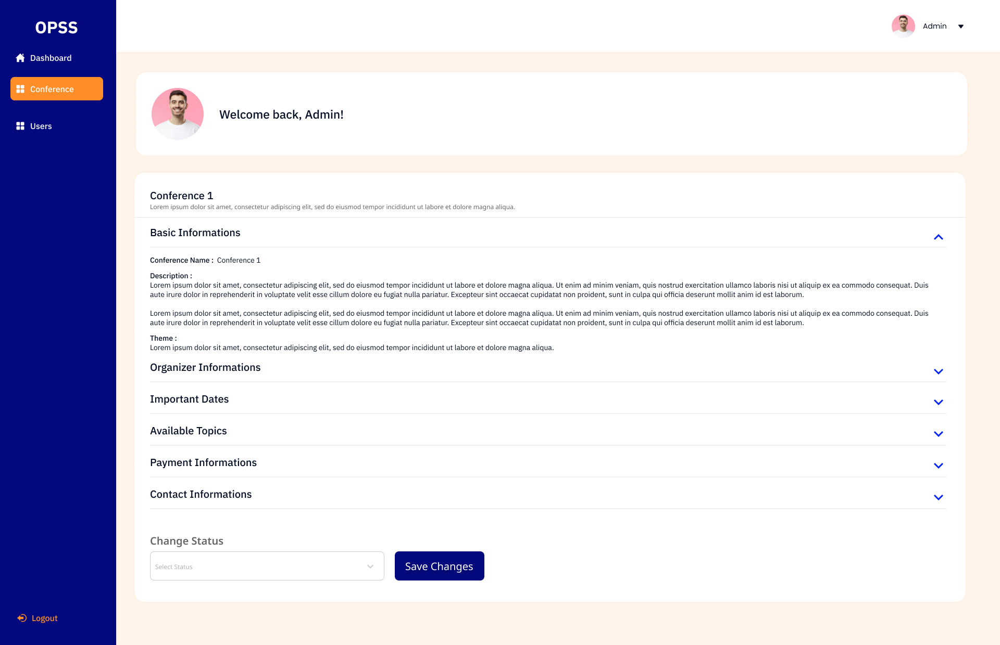 OPSS
Dashboard
Conference
Users
Logout
Admin
Welcome back, Admin!
Conference 1
Lorem ipsum dolor sit amet, consectetur adipiscing elit, sed do eiusmod tempor incididunt ut labore et dolore magna aliqua.
Basic Informations
Conference Name : Conference 1
Description :
Lorem ipsum dolor sit amet, consectetur adipiscing elit, sed do eiusmod tempor incididunt ut labore et dolore magna aliqua. Ut enim ad minim veniam, quis nostrud exercitation ullamco laboris nisi ut aliquip ex ea commodo consequat. Duis
aute irure dolor in reprehenderit in voluptate velit esse cillum dolore eu fugiat nulla pariatur. Excepteur sint occaecat cupidatat non proident, sunt in culpa qui officia deserunt mollit anim id est laborum.
Lorem ipsum dolor sit amet, consectetur adipiscing elit, sed do eiusmod tempor incididunt ut labore et dolore magna aliqua. Ut enim ad minim veniam, quis nostrud exercitation ullamco laboris nisi ut aliquip ex ea commodo consequat. Duis
aute irure dolor in reprehenderit in voluptate velit esse cillum dolore eu fugiat nulla pariatur. Excepteur sint occaecat cupidatat non proident, sunt in culpa qui officia deserunt mollit anim id est laborum.
Theme :
Lorem ipsum dolor sit amet, consectetur adipiscing elit, sed do eiusmod tempor incididunt ut labore et dolore magna aliqua.
Organizer Informations
Important Dates
Available Topics
Payment Informations
Contact Informations
Change Status
Select Status
Save Changes